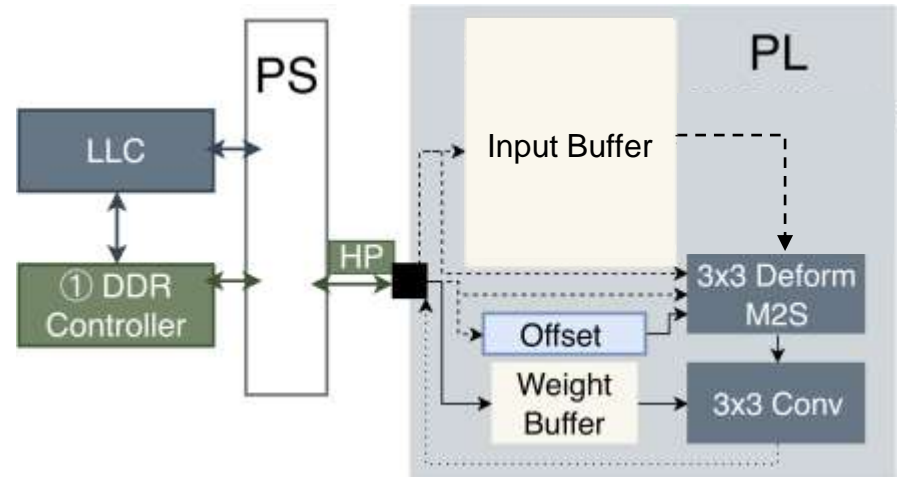 PS
PL
LLC
Input Buffer
HP
① DDR
Controller
3x3 Deform
M2S
Offset
Weight
Buffer
3x3 Conv